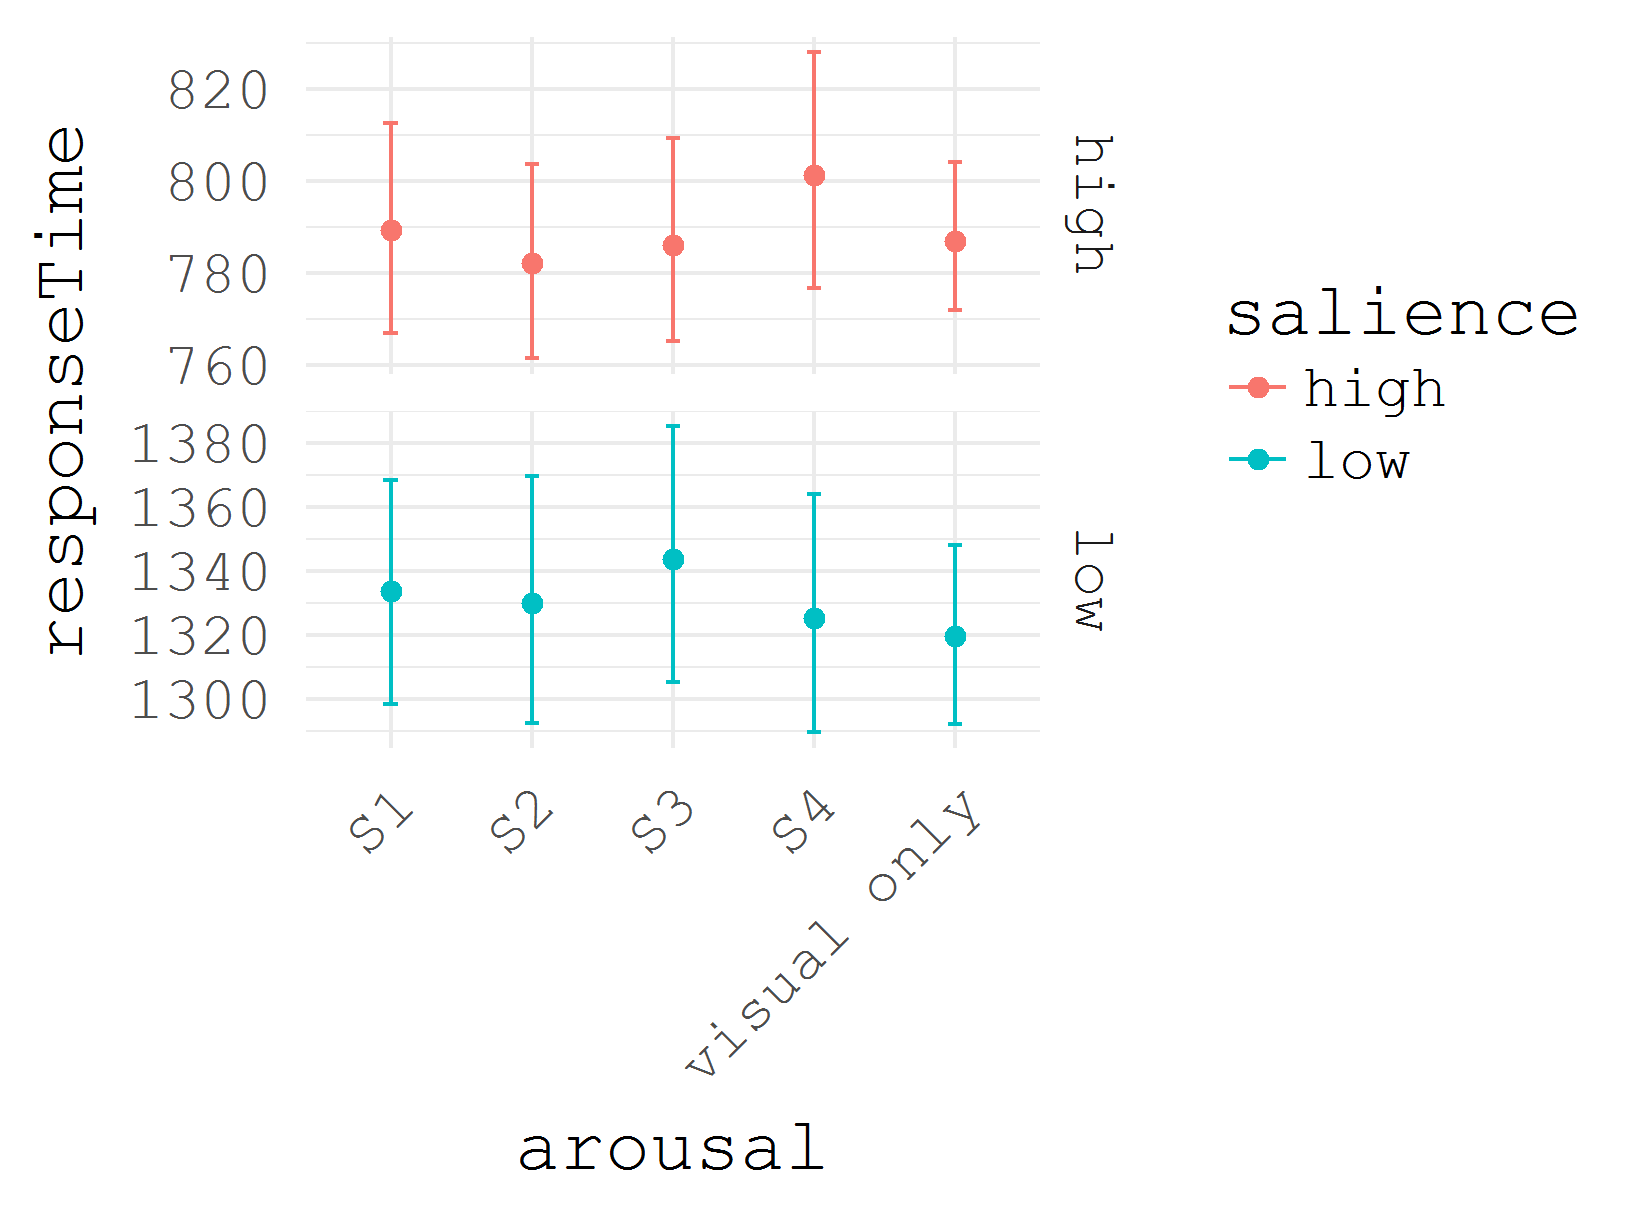 responseTime
820
800
780
760
high
1380
1360
1340
1320
1300
low
S1
S2
S3
S4
visual only
arousal
salience
high
low